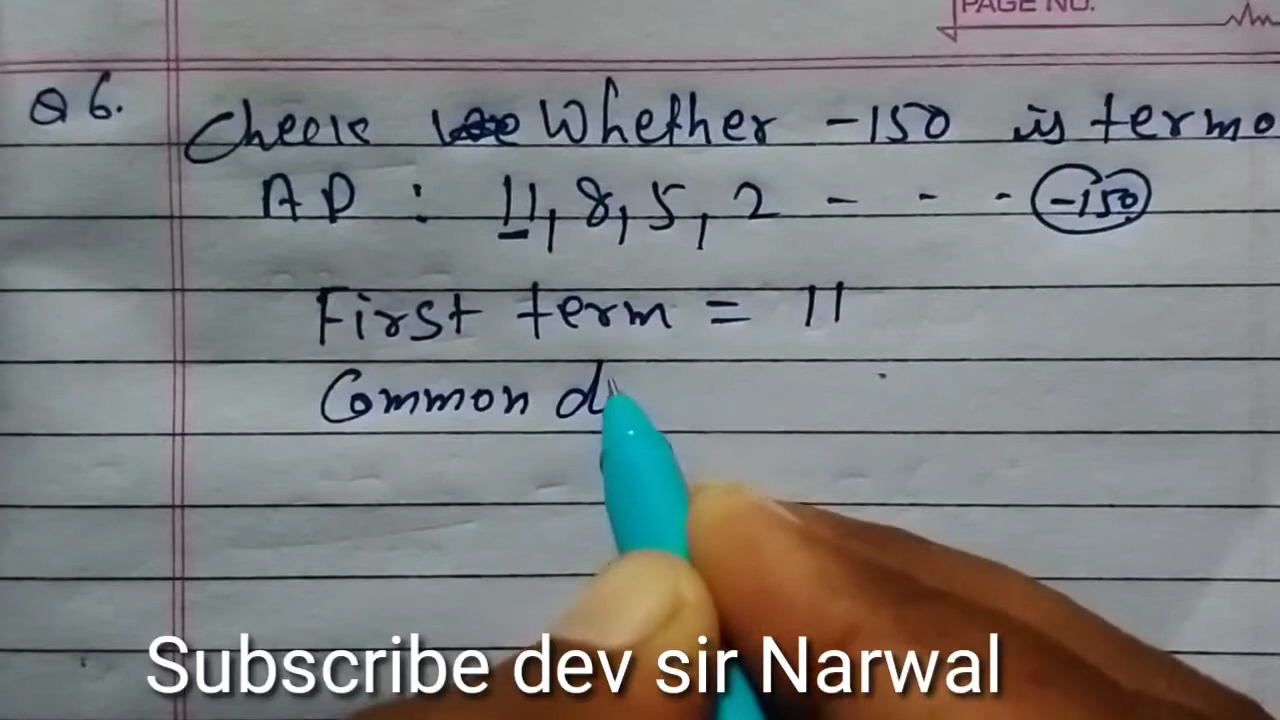 PAGE NO.
Q 6. Check Whether -150 is term o
AP : 11, 8, 5, 2 - - - -150
First term = 11
Common d
Subscribe dev sir Narwal